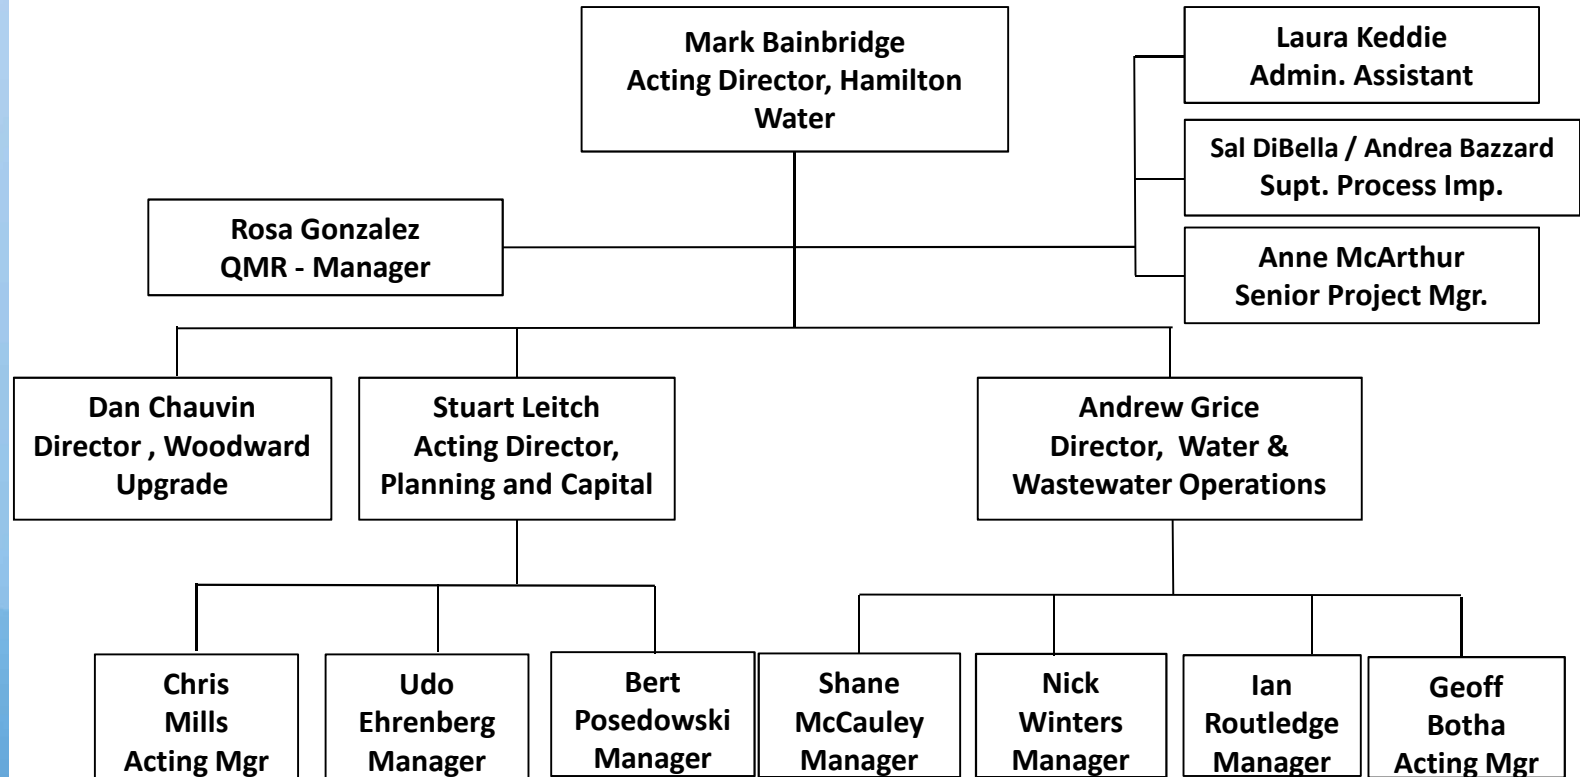 Mark Bainbridge
Acting Director, Hamilton
Water
Laura Keddie
Admin. Assistant
Sal DiBella / Andrea Bazzard
Supt. Process Imp.
Rosa Gonzalez
QMR - Manager
Anne McArthur
Senior Project Mgr.
Dan Chauvin
Director , Woodward
Upgrade
Stuart Leitch
Acting Director,
Planning and Capital
Andrew Grice
Director, Water &
Wastewater Operations
Chris
Mills
Acting Mgr
Udo
Ehrenberg
Manager
Bert
Posedowski
Manager
Shane
McCauley
Manager
Nick
Winters
Manager
Ian
Routledge
Manager
Geoff
Botha
Acting Mgr